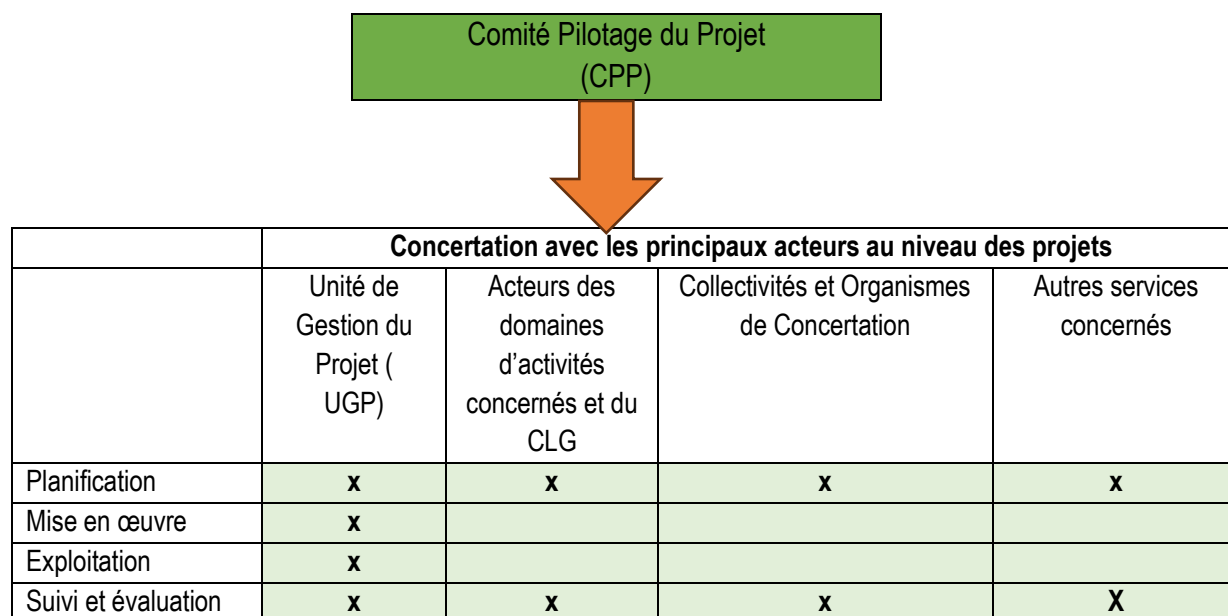 Comité Pilotage du Projet
(CPP)
Concertation avec les principaux acteurs au niveau des projets
Unité de
Gestion du
Projet (
UGP)
Acteurs des
domaines
d’activités
concernés et du
CLG
Collectivités et Organismes
de Concertation
Autres services
concernés
Planification x x x x
Mise en œuvre x
Exploitation x
Suivi et évaluation x x x X